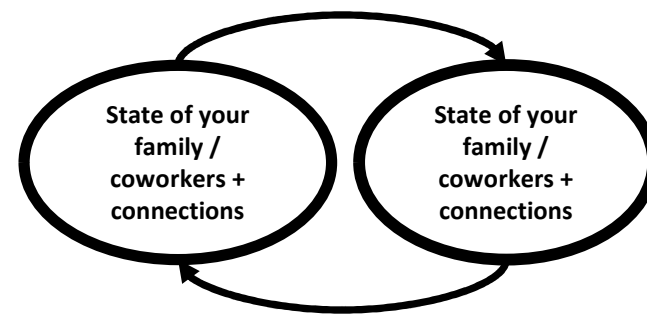 State of your
family /
coworkers +
connections
State of your
family /
coworkers +
connections